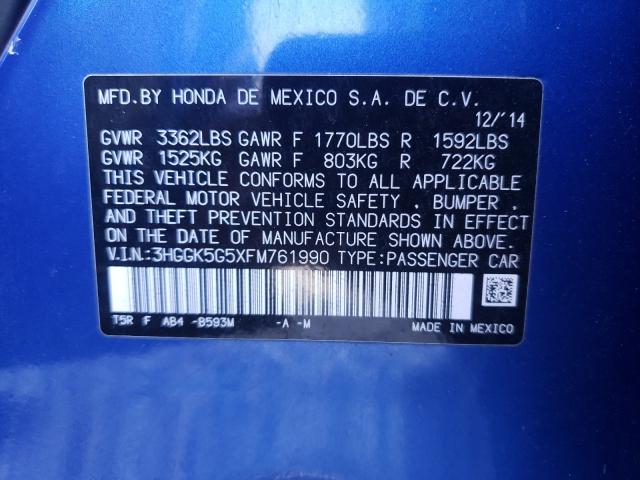 MFD.BY HONDA DE MEXICO S.A. DE C.V.
12/'14
GVWR 3362LBS GAWR F 1770LBS R 1592LBS
GVWR 1525KG GAWR F 803KG R 722KG
THIS VEHICLE CONFORMS TO ALL APPLICABLE
FEDERAL MOTOR VEHICLE SAFETY , BUMPER ,
AND THEFT PREVENTION STANDARDS IN EFFECT
ON THE DATE OF MANUFACTURE SHOWN ABOVE.
V.I.N.:3HGGK5G5XFM761990 TYPE:PASSENGER CAR
T5R F AB4 -B593M -A -M
MADE IN MEXICO